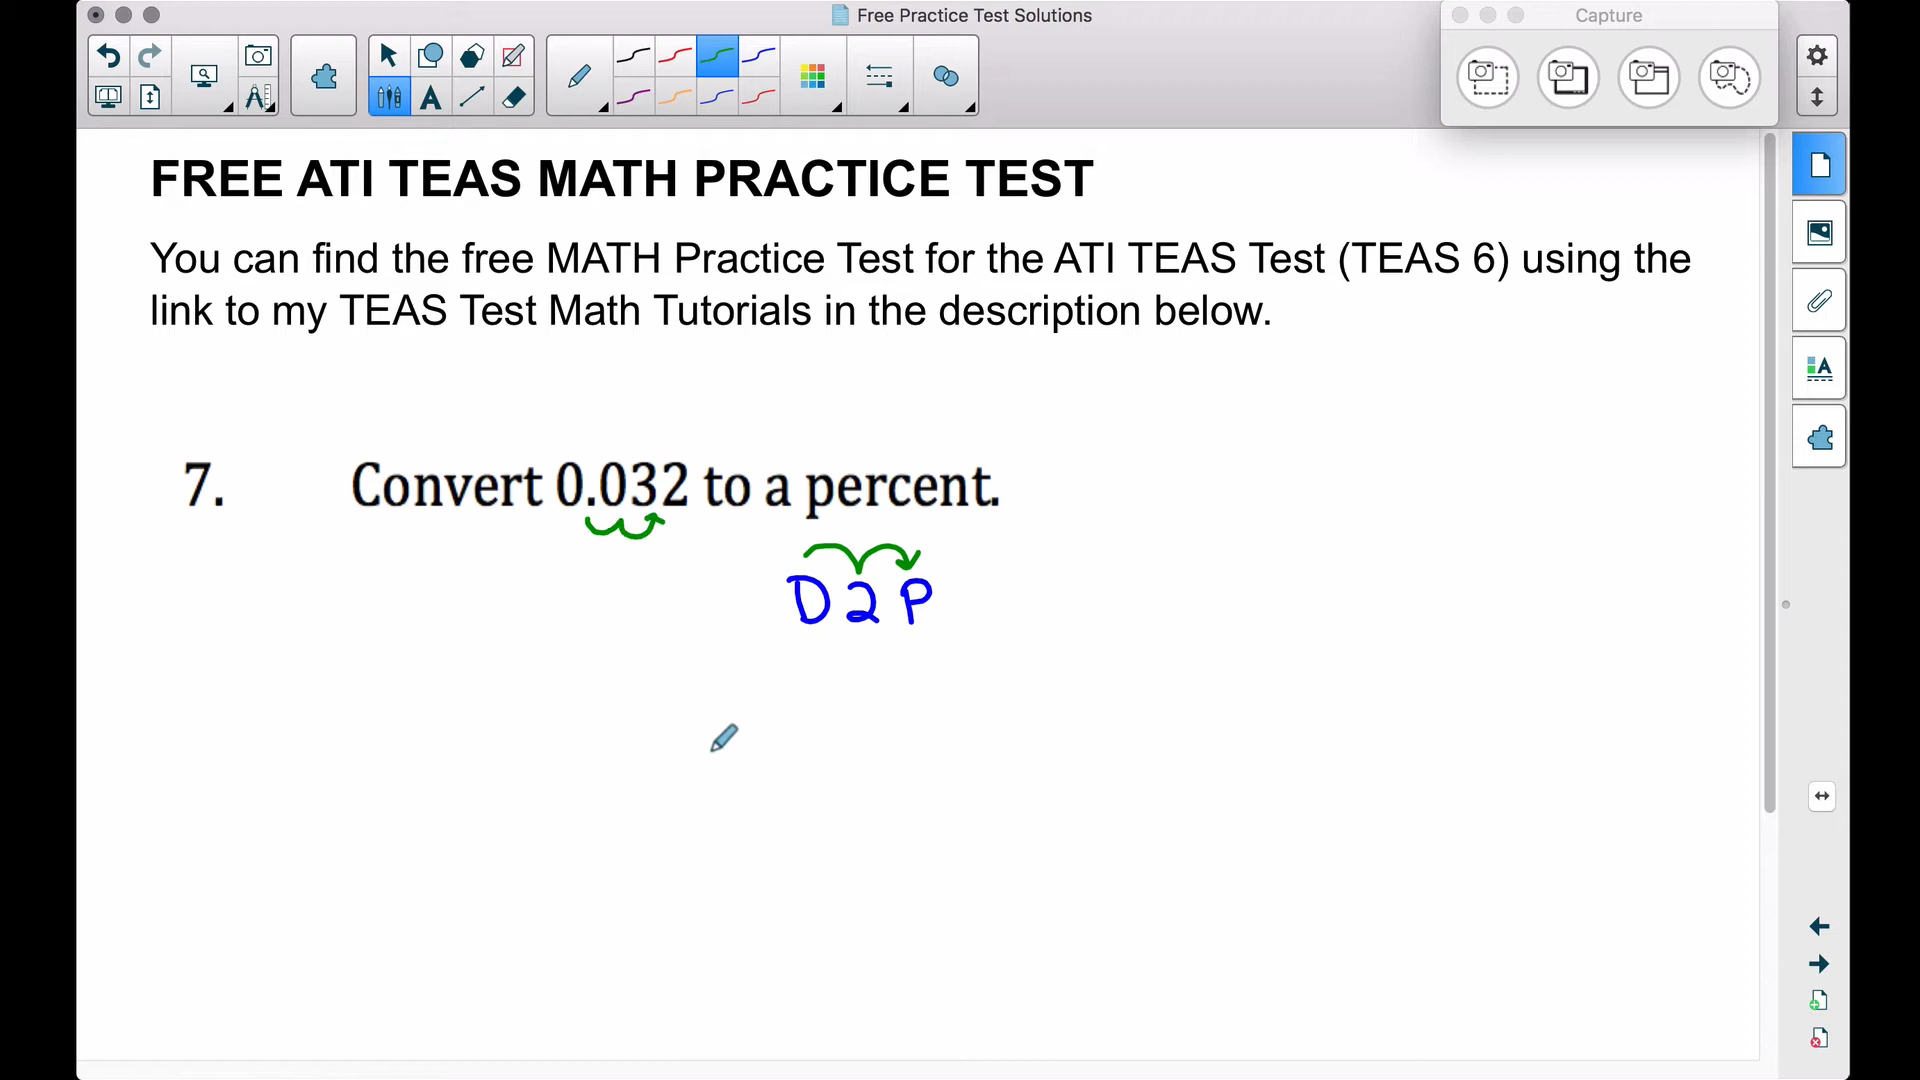 Free Practice Test Solutions
Capture
FREE ATI TEAS MATH PRACTICE TEST
You can find the free MATH Practice Test for the ATI TEAS Test (TEAS 6) using the
link to my TEAS Test Math Tutorials in the description below.
7. Convert 0.032 to a percent.
D2P